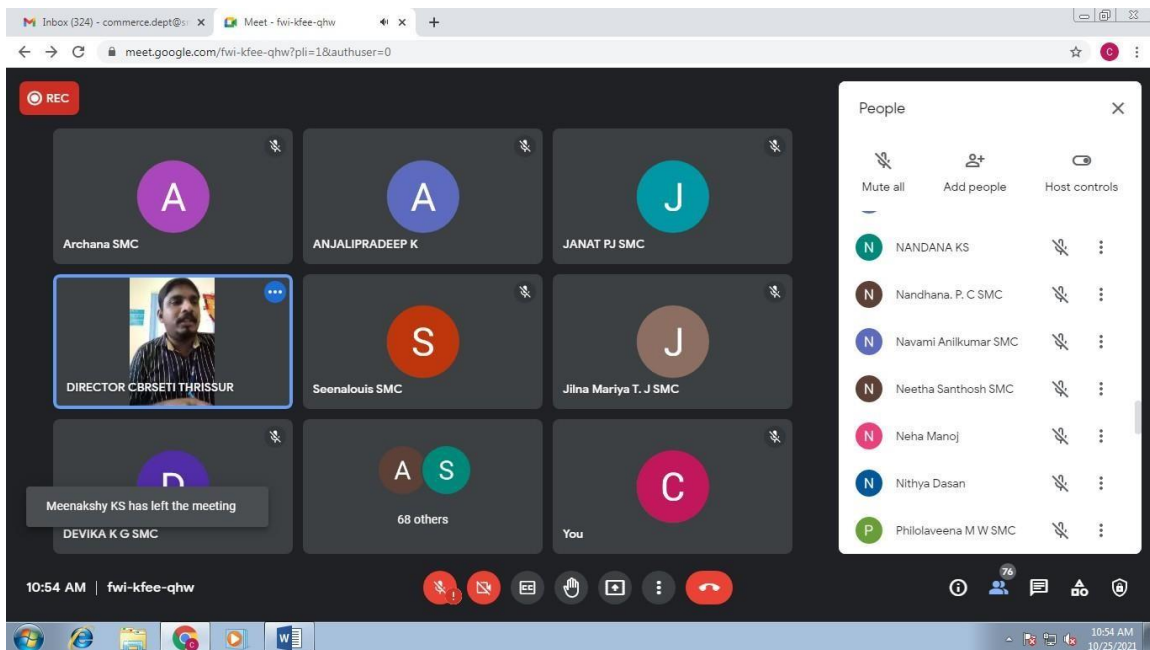 Inbox (324) - commerce.dept@s
Meet - fwi-kfee-qhw
meet.google.com/fwi-kfee-qhw?pli=1&authuser=0
C
REC
A
Archana SMC
A
ANJALIPRADEEP K
J
JANAT PJ SMC
DIRECTOR CBRSETI THRISSUR
S
Seenalouis SMC
J
Jilna Mariya T. J SMC
D
DEVIKA K G SMC
Meenakshy KS has left the meeting
A S
68 others
C
You
People
Mute all Add people Host controls
N NANDANA KS
N Nandhana. P. C SMC
N Navami Anilkumar SMC
N Neetha Santhosh SMC
N Neha Manoj
N Nithya Dasan
P Philolaveena M W SMC
10:54 AM | fwi-kfee-qhw
CC
76
10:54 AM
10/25/2021